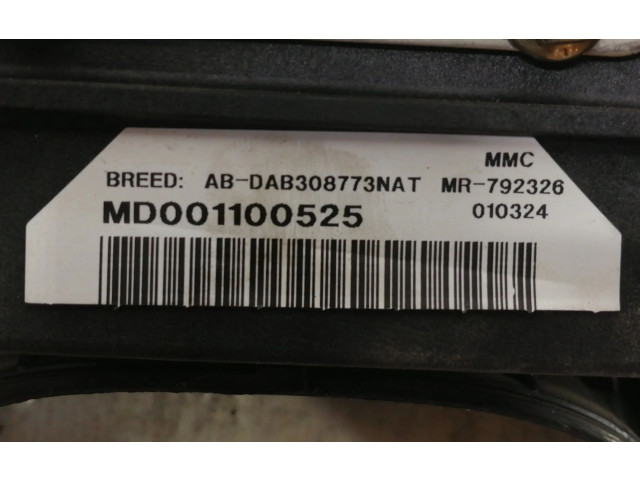 MMC
BREED: AB-DAB308773NAT MR-792326
MD001100525 010324